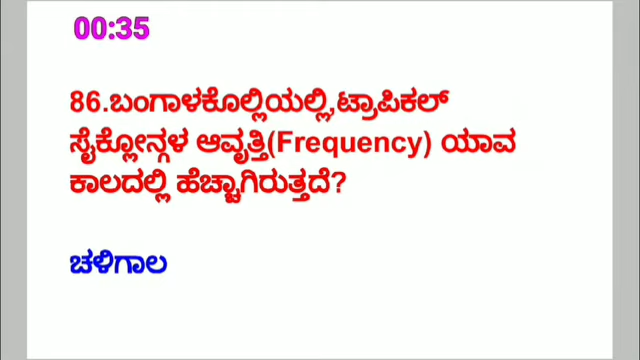 00:35
86.ಬಂಗಾಳಕೊಲ್ಲಿಯಲ್ಲಿ,ಟ್ರಾಪಿಕಲ್
ಸೈಕ್ಲೋನ್ಗಳ ಆವೃತ್ತಿ(Frequency) ಯಾವ
ಕಾಲದಲ್ಲಿ ಹೆಚ್ಚಾಗಿರುತ್ತದೆ?
ಚಳಿಗಾಲ